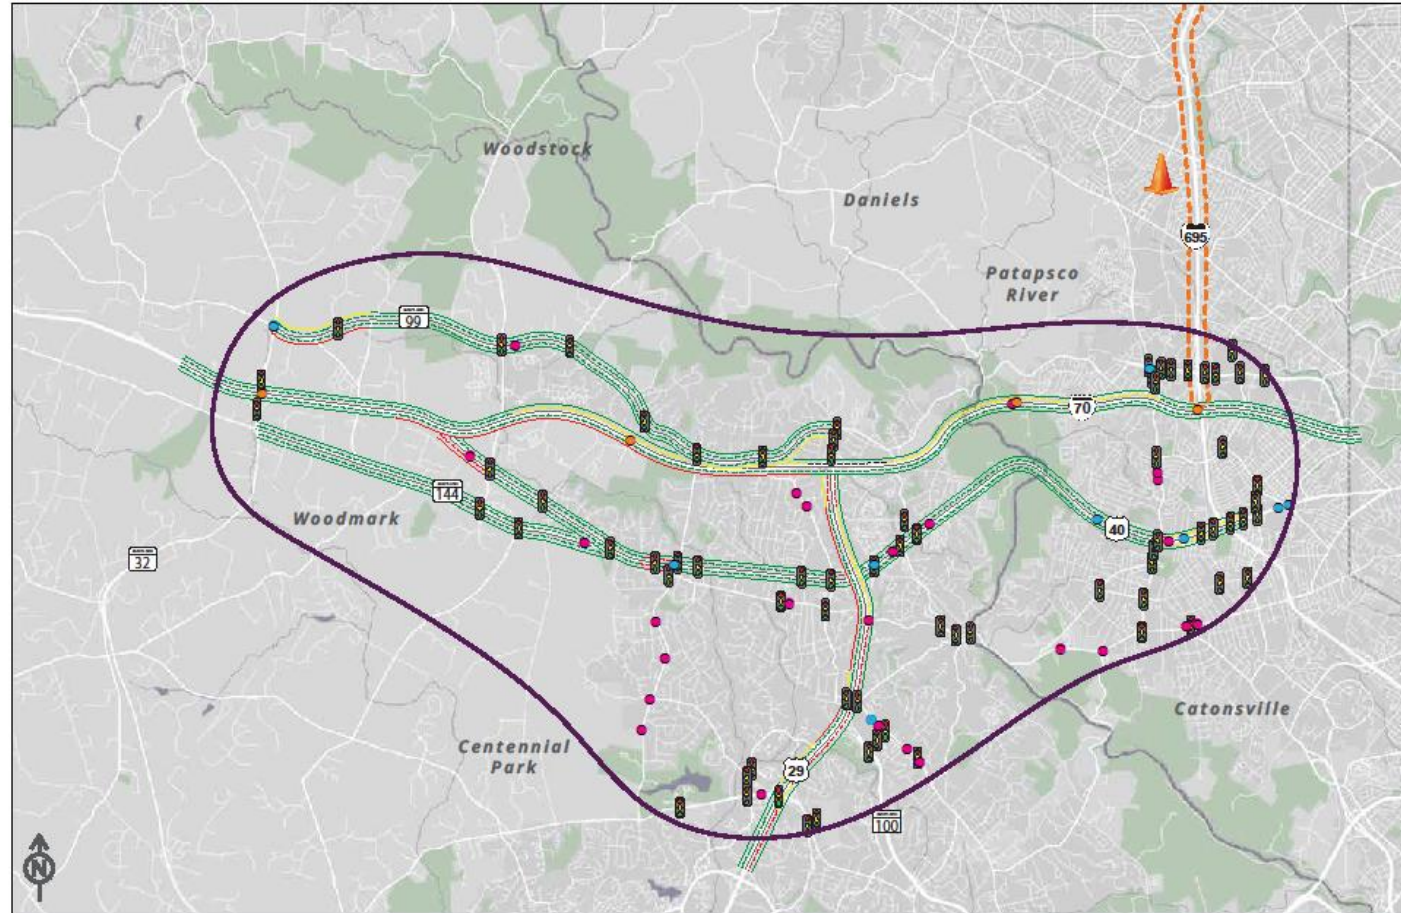 Woodstock
Daniels
695
Patapsco
River
99
70
144
Woodmark
40
32
Catonsville
Centennial
Park
29
100
N